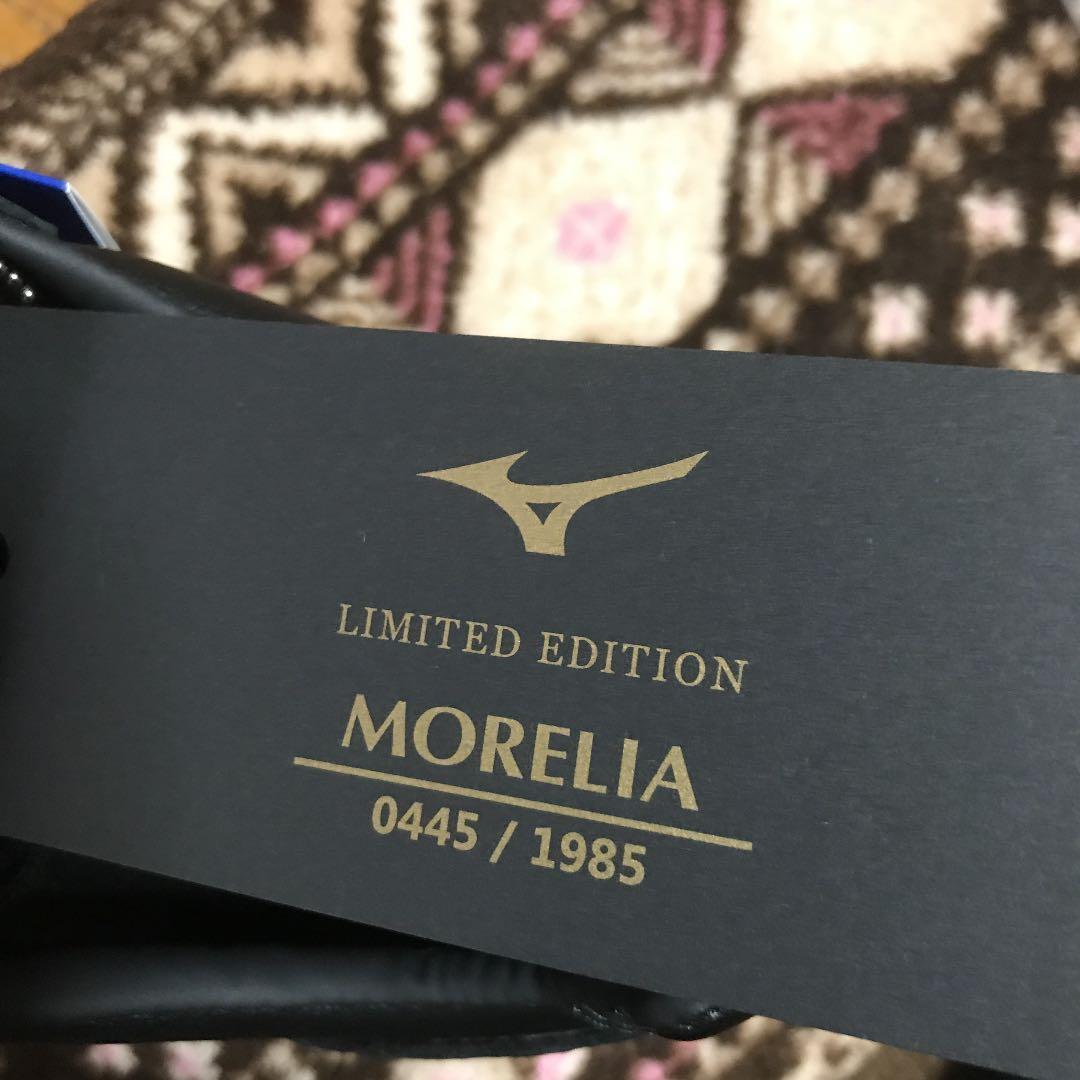 LIMITED EDITION
MORELIA
0445 / 1985